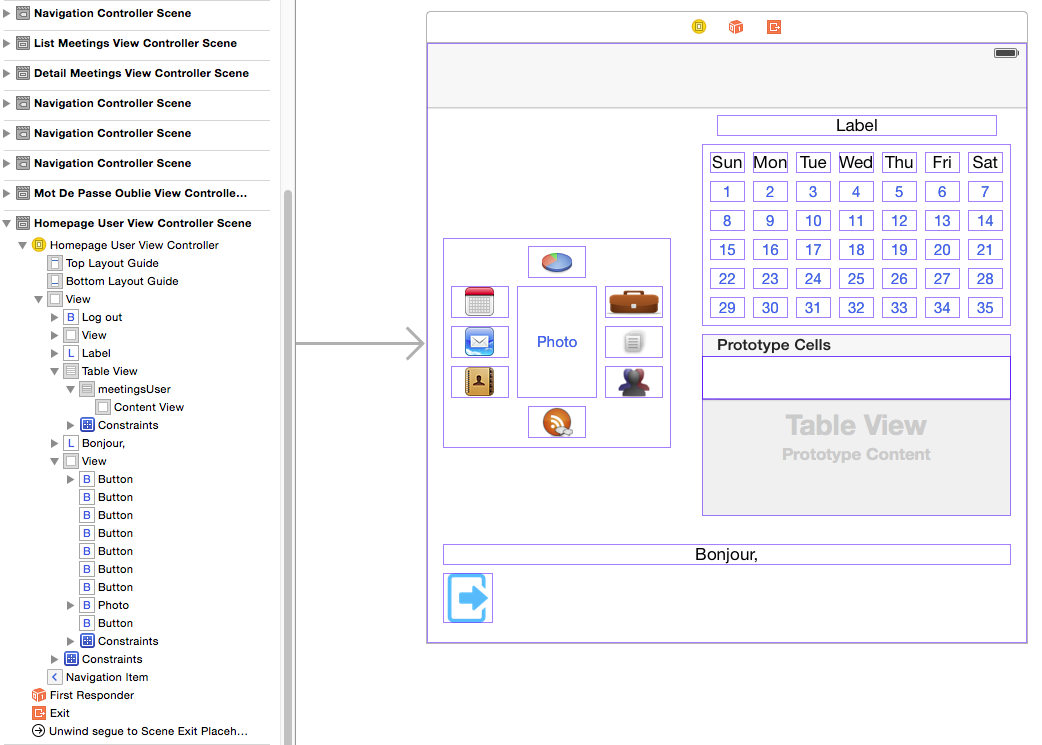 Navigation Controller Scene
List Meetings View Controller Scene
Detail Meetings View Controller Scene
Navigation Controller Scene
Navigation Controller Scene
Navigation Controller Scene
Mot De Passe Oublie View Controlle...
Homepage User View Controller Scene
Homepage User View Controller
Top Layout Guide
Bottom Layout Guide
View
B Log out
View
L Label
Table View
meetingsUser
Content View
Constraints
L Bonjour,
View
B Button
B Button
B Button
B Button
B Button
B Button
B Button
B Photo
B Button
Constraints
Constraints
Navigation Item
First Responder
Exit
Unwind segue to Scene Exit Placeh...
Label
Sun Mon Tue Wed Thu Fri Sat
1 2 3 4 5 6 7
8 9 10 11 12 13 14
15 16 17 18 19 20 21
22 23 24 25 26 27 28
29 30 31 32 33 34 35
Photo
Prototype Cells
Table View
Prototype Content
Bonjour,